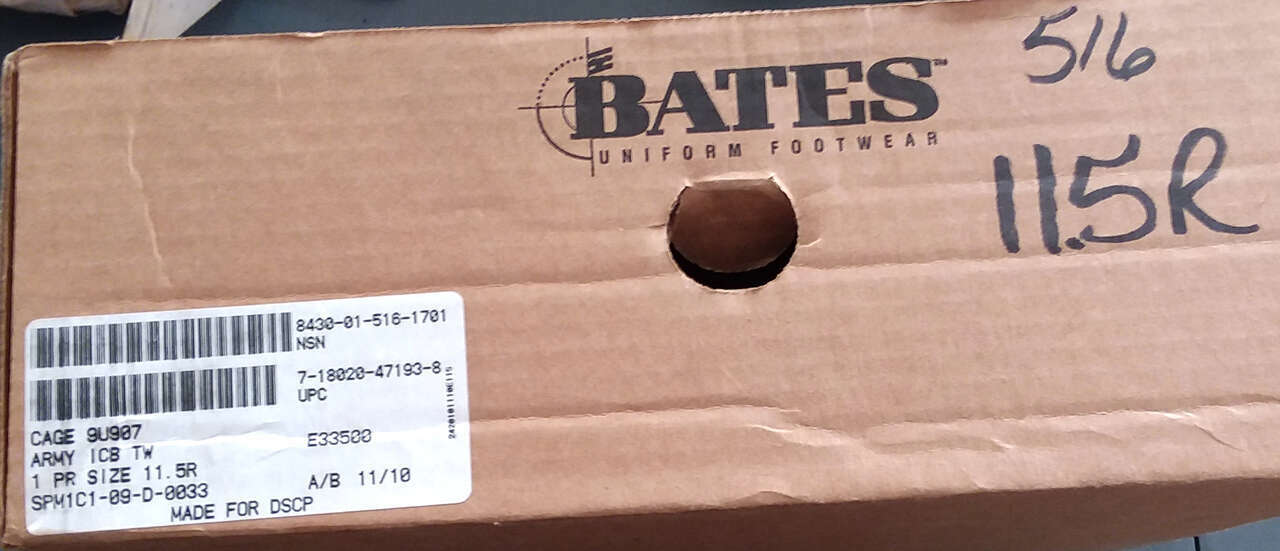 BATES™
UNIFORM FOOTWEAR
516
11.5R
8430-01-516-1701
NSN
7-18020-47193-8
UPC
CAGE 9U907
E33500
ARMY ICB TW
1 PR SIZE 11.5R
A/B 11/10
SPM1C1-09-D-0033
MADE FOR DSCP